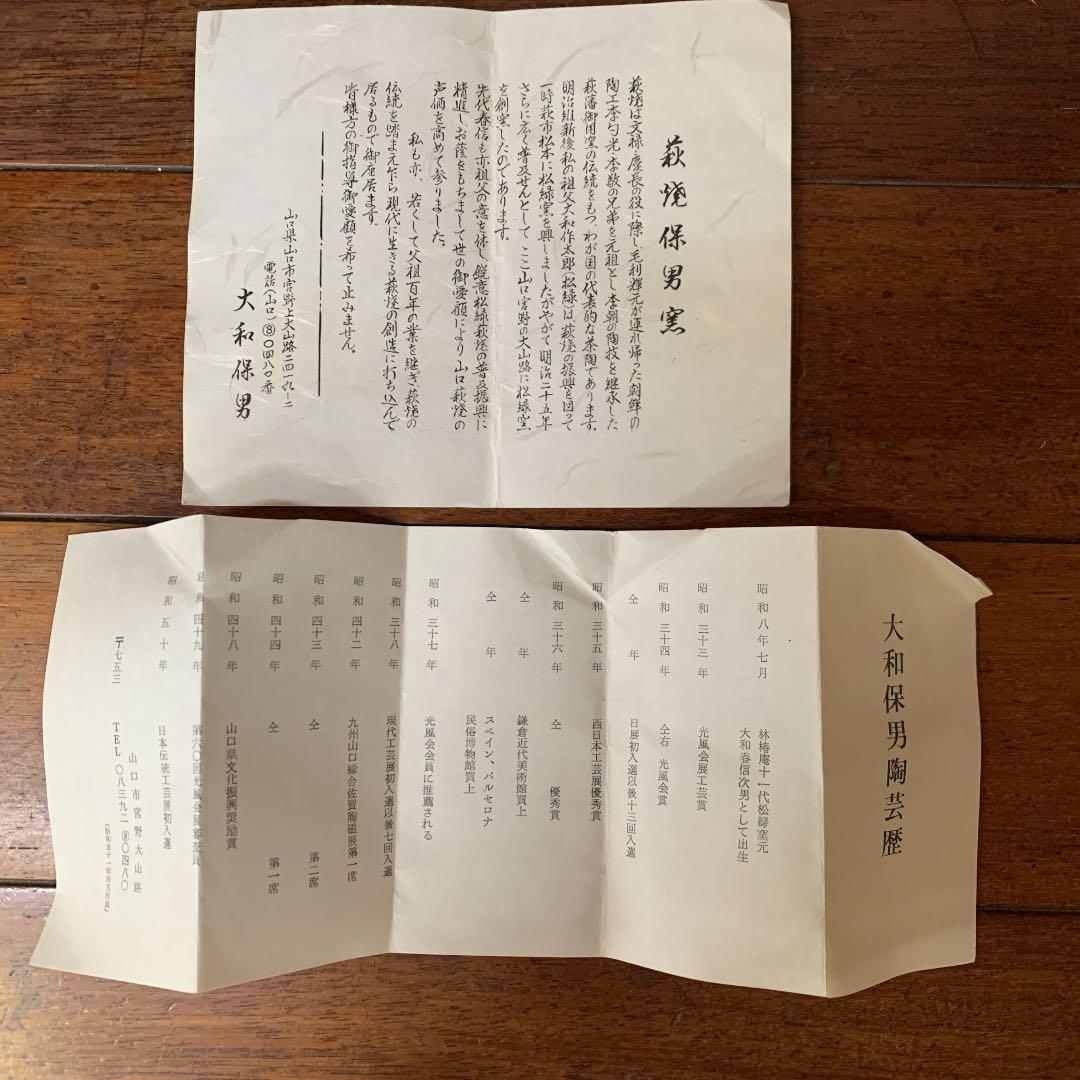 萩焼保男窯
萩焼は文禄・慶長の役に際し毛利輝元が連れ帰った朝鮮の
陶工李勺光・李敬の兄弟を元祖とし李朝の陶技を継承した
萩藩御用窯の伝統をもつ、わが国の代表的な茶陶であります。
明治維新後私の祖父大和作太郎(松緑)は萩焼の振興を図って
一時萩市松本に松緑窯を興しましたがやがて明治二十五年
さらに広く普及せんとしてここ山口宮野の大山路に松緑窯
を創窯したのであります。
先代春信も亦祖父の意を体し、鋭意松緑萩焼の普及振興に
精進しお蔭をもちまして世の御愛顧により山口萩焼の
声価を高めて参りました。
私も亦、若くして父祖百年の業を継ぎ、萩焼の
伝統を踏まえ乍ら現代に生きる萩焼の創造に打ち込んで
居るもので御座居ます。
皆様方の御指導御愛顧を希って止みません。
山口県山口市宮野上大山路二四一九ー二
電話(山口)⑧〇四八〇番
大和保男
大和保男陶芸歴
昭和八年七月 林椿庵十一代松緑窯元
大和春信次男として出生
昭和三十三年 光風会展工芸賞
昭和三十四年 仝右 光風会賞
仝年 日展初入選以後十三回入選
昭和三十五年 西日本工芸展優秀賞
昭和三十六年 仝 優秀賞
仝年 鎌倉近代美術館買上
仝年 スペイン、バルセロナ
民俗博物館買上
昭和三十七年 光風会会員に推薦される
昭和三十八年 現代工芸展初入選以後七回入選
昭和四十二年 九州山口総合佐賀陶磁展第一席
昭和四十三年 仝 第二席
昭和四十四年 仝 第一席
昭和四十八年 山口県文化振興奨励賞
昭和四十九年 第六〇回光風会展審査員
昭和五十年 日本伝統工芸展初入選
〒七五三 山口市宮野大山路
TEL 〇八三九二⑧〇四八〇
(昭和五十一年四月作成)